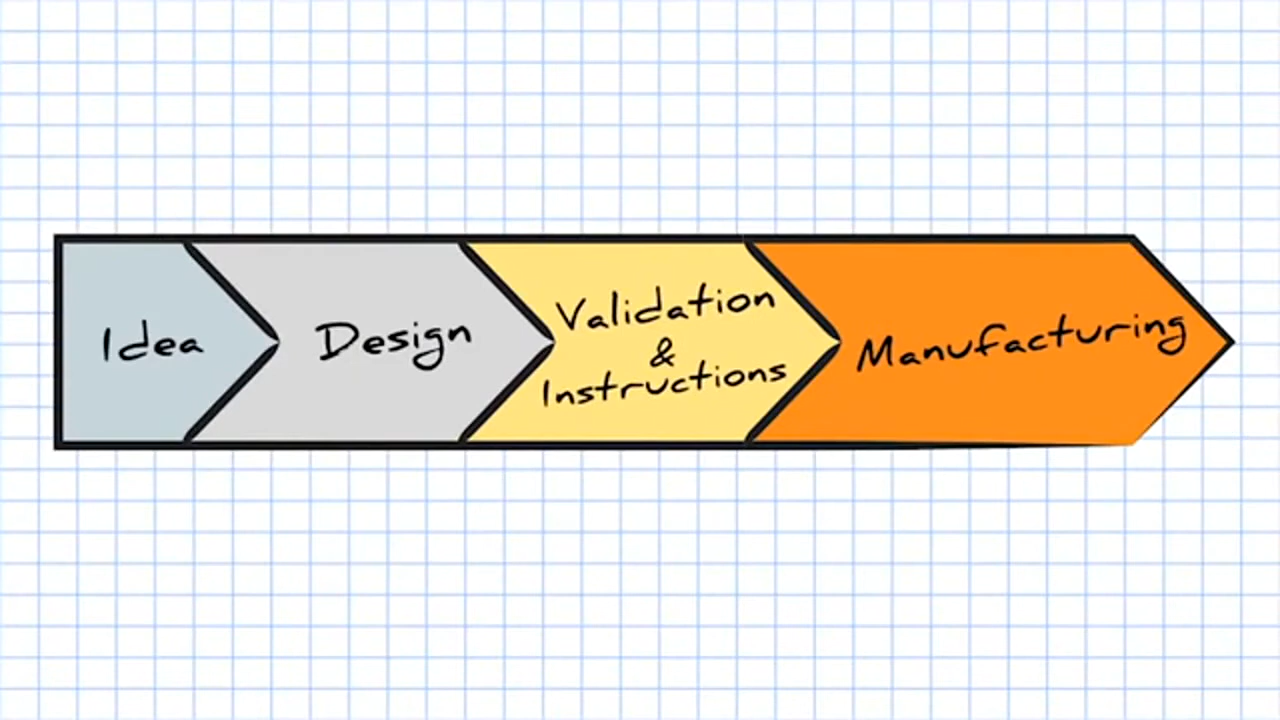 Idea
Design
Validation
&
Instructions
Manufacturing